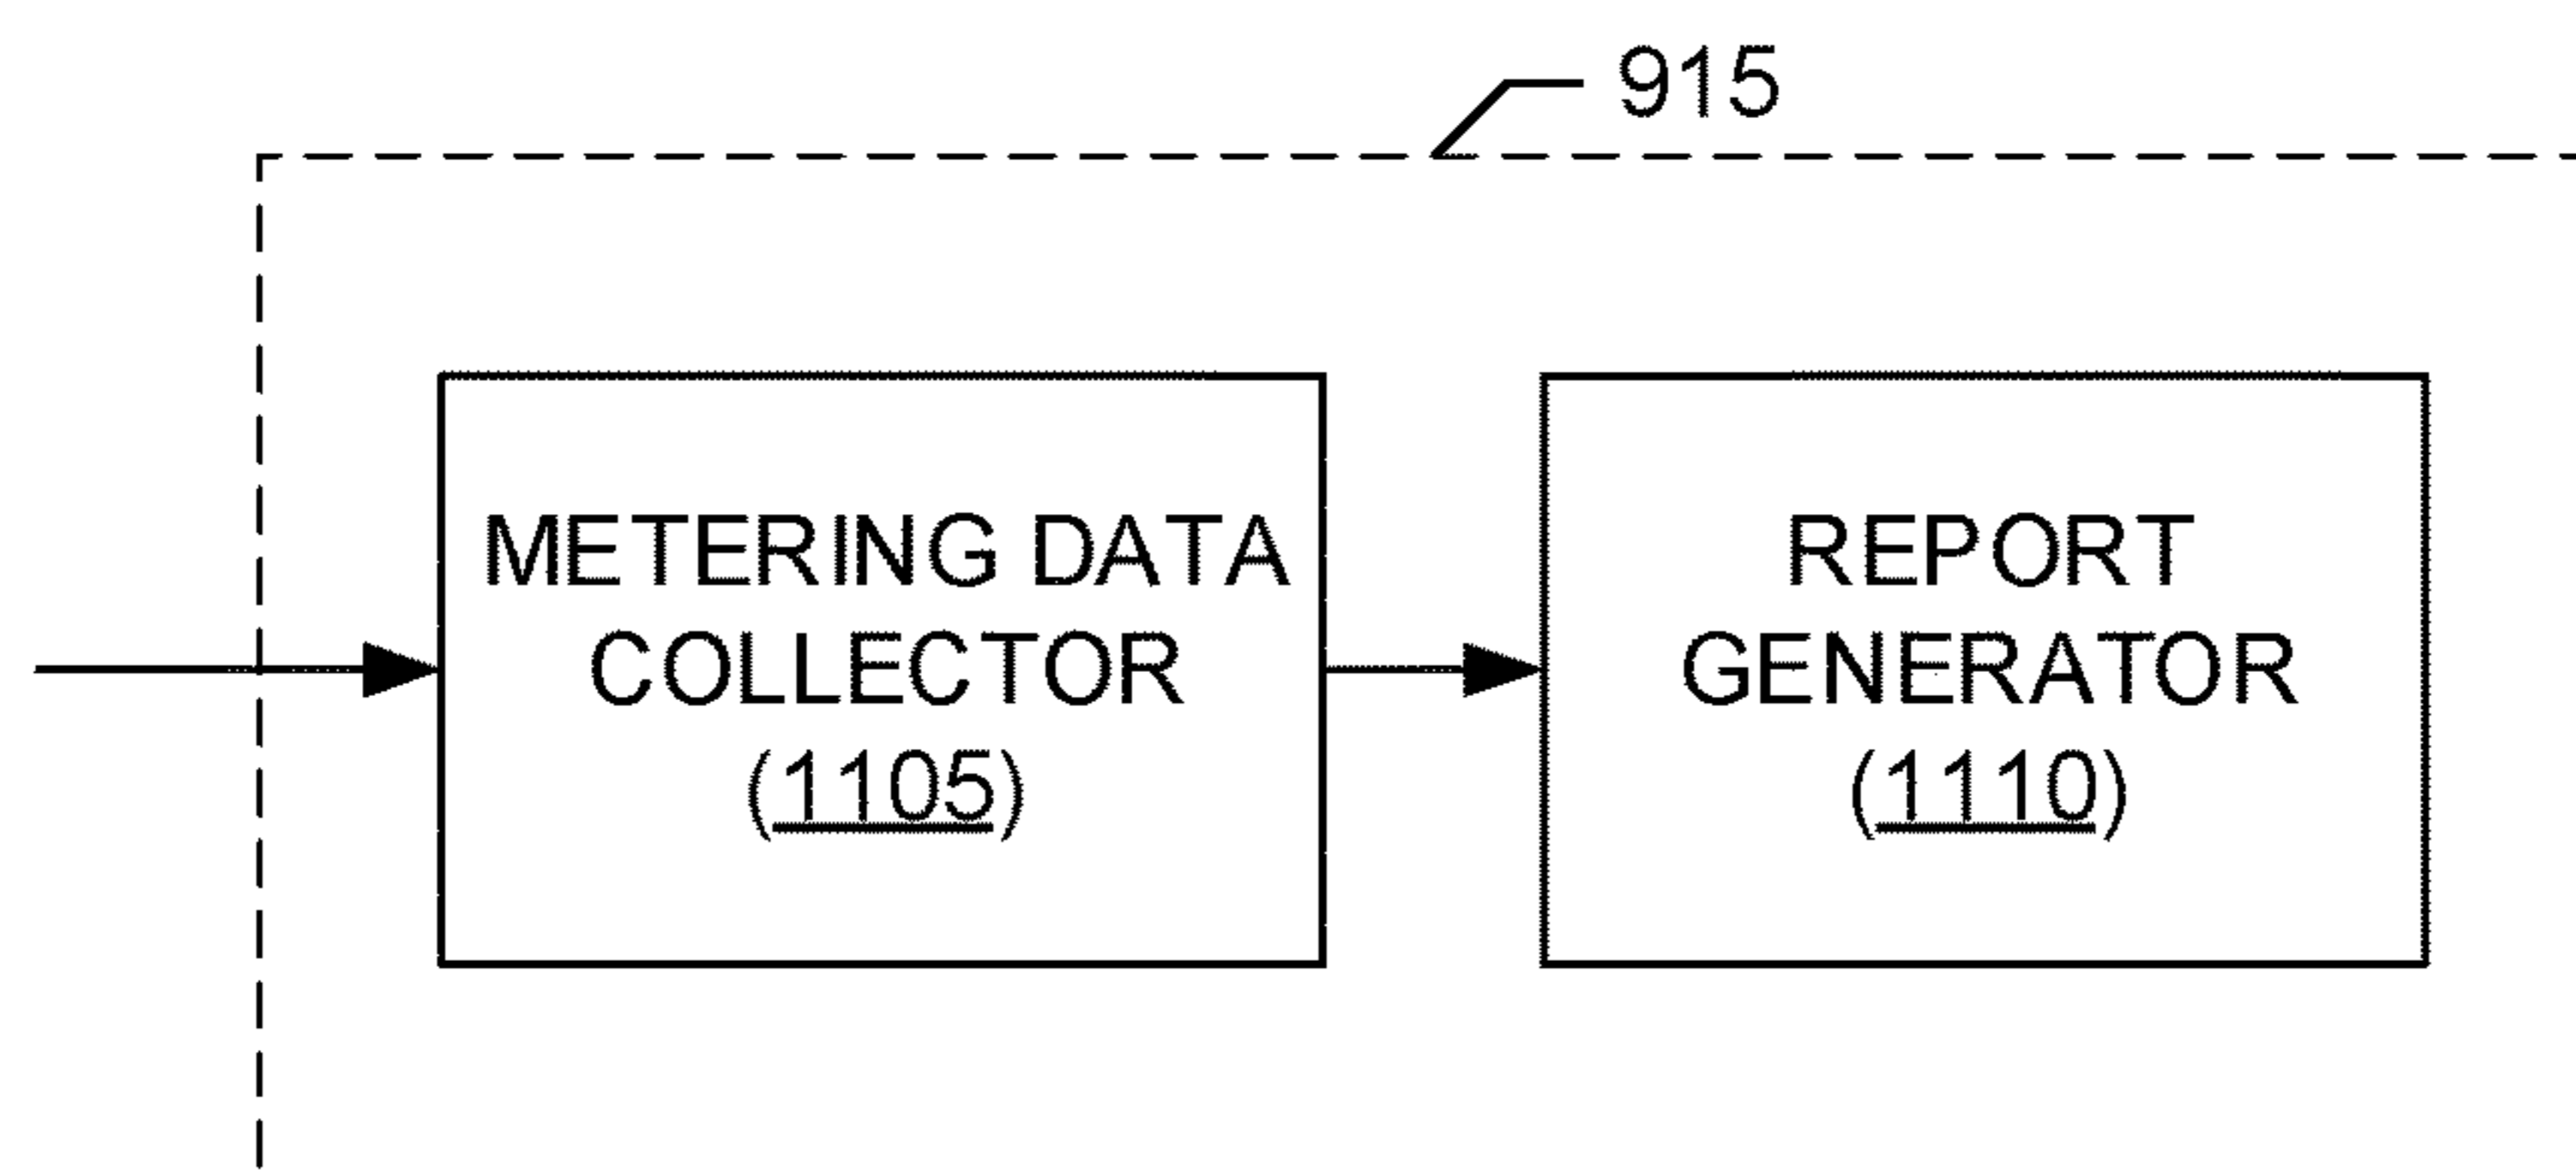 915
METERING DATA
COLLECTOR
(1105)
REPORT
GENERATOR
(1110)